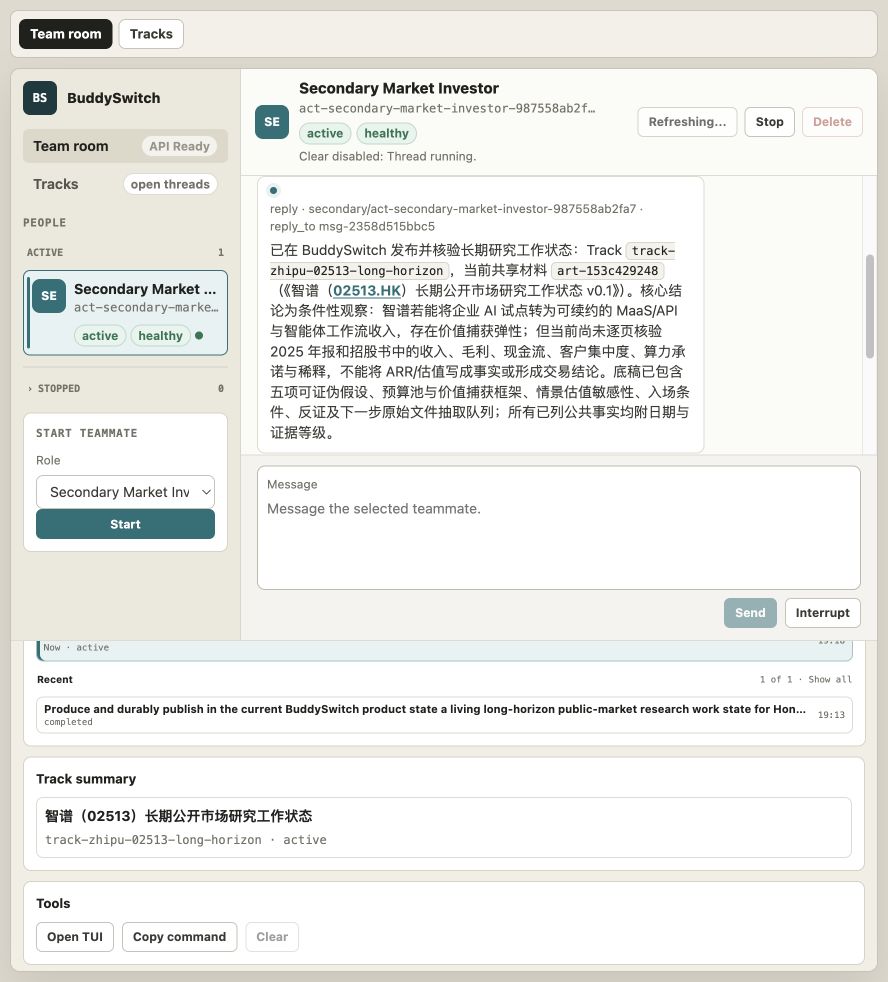 Team room
Tracks
BS
BuddySwitch
Team room
API Ready
Tracks
open threads
PEOPLE
ACTIVE
1
SE
Secondary Market ...
act-secondary-marke…
active
healthy
› STOPPED
0
START TEAMMATE
Role
Secondary Market Inv
Start
SE
Secondary Market Investor
act-secondary-market-investor-987558ab2f…
active
healthy
Clear disabled: Thread running.
Refreshing...
Stop
Delete
reply · secondary/act-secondary-market-investor-987558ab2fa7 ·
reply_to msg-2358d515bbc5
已在 BuddySwitch 发布并核验长期研究工作状态：Track track-
zhipu-02513-long-horizon，当前共享材料 art-153c429248
（《智谱（02513.HK）长期公开市场研究工作状态 v0.1》）。核心结
论为条件性观察：智谱若能将企业 AI 试点转为可续约的 MaaS/API
与智能体工作流收入，存在价值捕获弹性；但当前尚未逐页核验
2025 年报和招股书中的收入、毛利、现金流、客户集中度、算力承
诺与稀释，不能将 ARR/估值写成事实或形成交易结论。底稿已包含
五项可证伪假设、预算池与价值捕获框架、情景估值敏感性、入场条
件、反证及下一步原始文件抽取队列；所有已列公共事实均附日期与
证据等级。
Message
Message the selected teammate.
Send
Interrupt
Now · active
Recent
1 of 1 · Show all
Produce and durably publish in the current BuddySwitch product state a living long-horizon public-market research work state for Hon...
completed
19:13
Track summary
智谱（02513）长期公开市场研究工作状态
track-zhipu-02513-long-horizon · active
Tools
Open TUI
Copy command
Clear